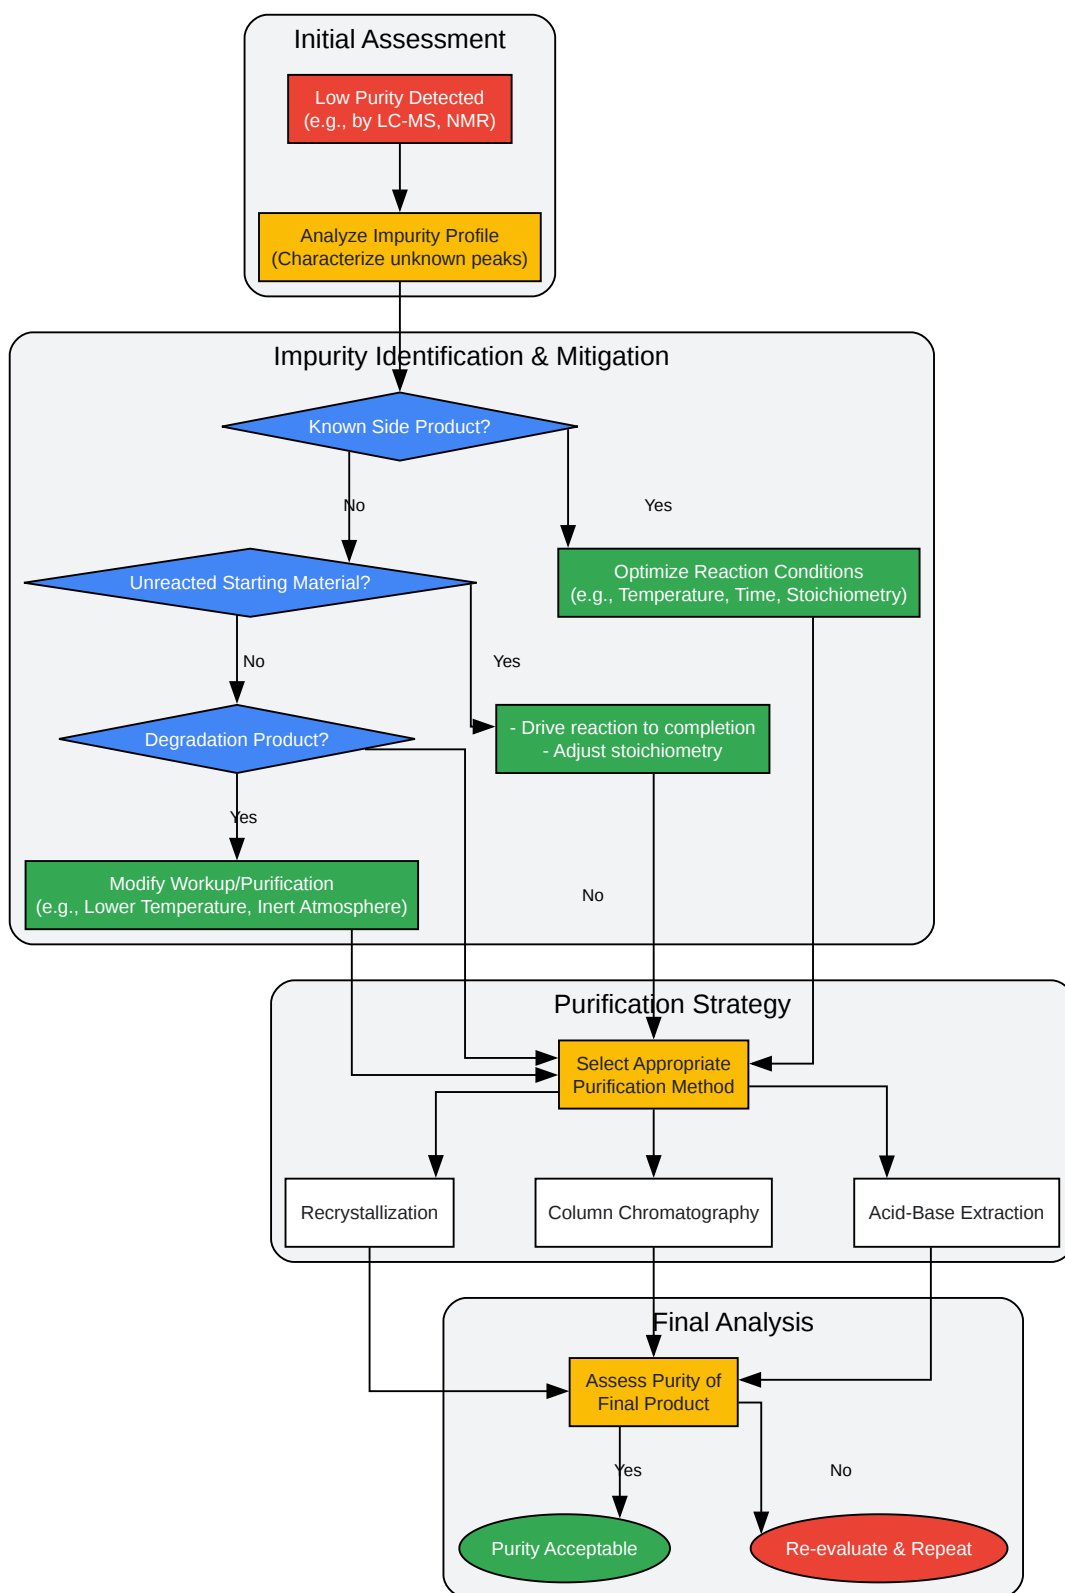 Initial Assessment
Low Purity Detected
(e.g., by LC-MS, NMR)
Analyze Impurity Profile
(Characterize unknown peaks)
Impurity Identification & Mitigation
Known Side Product?
No
Yes
Unreacted Starting Material?
Optimize Reaction Conditions
(e.g., Temperature, Time, Stoichiometry)
No
Yes
Degradation Product?
- Drive reaction to completion
- Adjust stoichiometry
Yes
Modify Workup/Purification
(e.g., Lower Temperature, Inert Atmosphere)
No
Purification Strategy
Select Appropriate
Purification Method
Recrystallization
Column Chromatography
Acid-Base Extraction
Final Analysis
Assess Purity of
Final Product
Yes
No
Purity Acceptable
Re-evaluate & Repeat